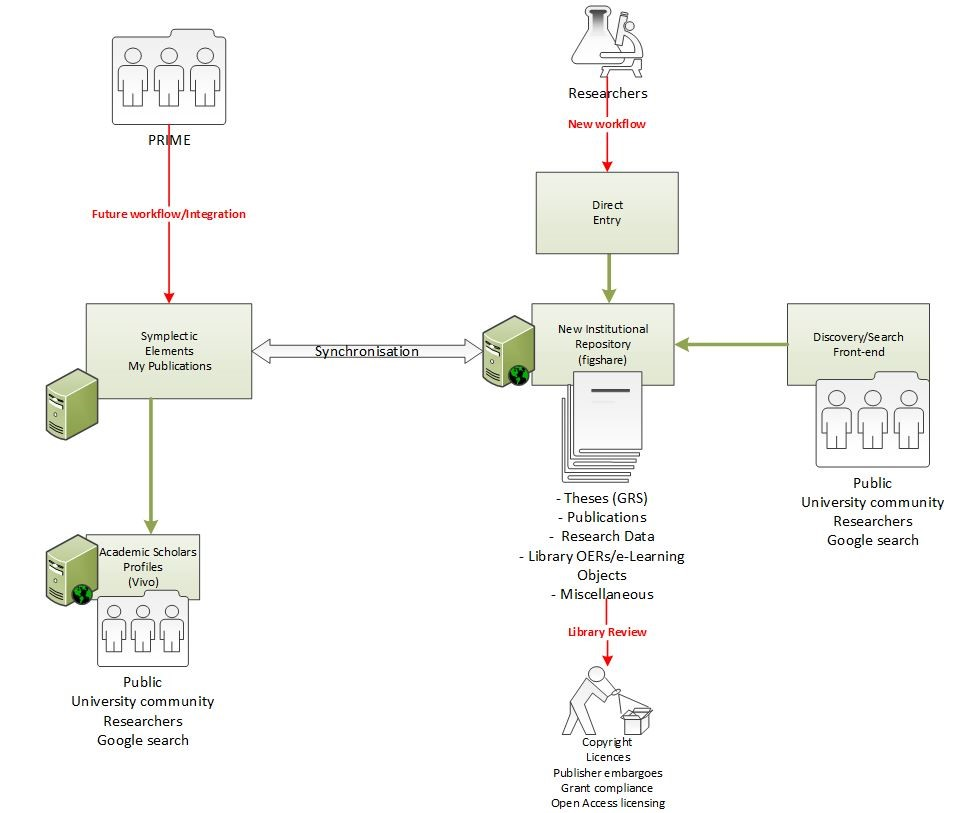 PRIME
Future workflow/Integration
Symplectic
Elements
My Publications
Synchronisation
Academic Scholars
Profiles
(Vivo)
Public
University community
Researchers
Google search
Researchers
New workflow
Direct
Entry
New Institutional
Repository
(figshare)
- Theses (GRS)
- Publications
- Research Data
- Library OERs/e-Learning
Objects
- Miscellaneous
Library Review
Copyright
Licences
Publisher embargoes
Grant compliance
Open Access licensing
Discovery/Search
Front-end
Public
University community
Researchers
Google search